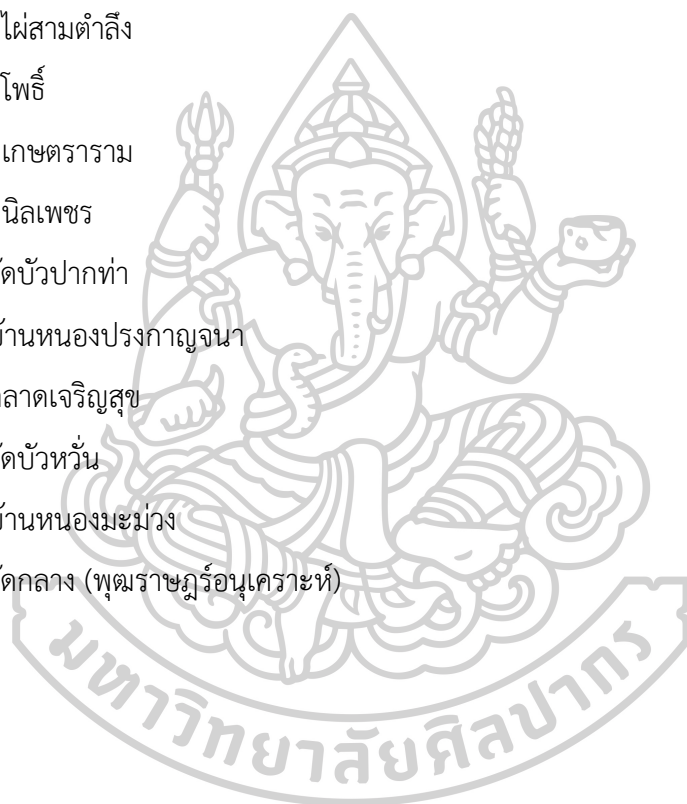 ไผ่สามตำลึง
โพธิ์
เกษตราราม
นิลเพชร
ัดบัวปากท่า
บ้านหนองปรงกาญจนา
ตลาดเจริญสุข
ัดบัวหวั่น
บ้านหนองมะม่วง
ัดกลาง (พุฒราษฎร์อนุเคราะห์)
มหาวิทยาลัยศิลปากร